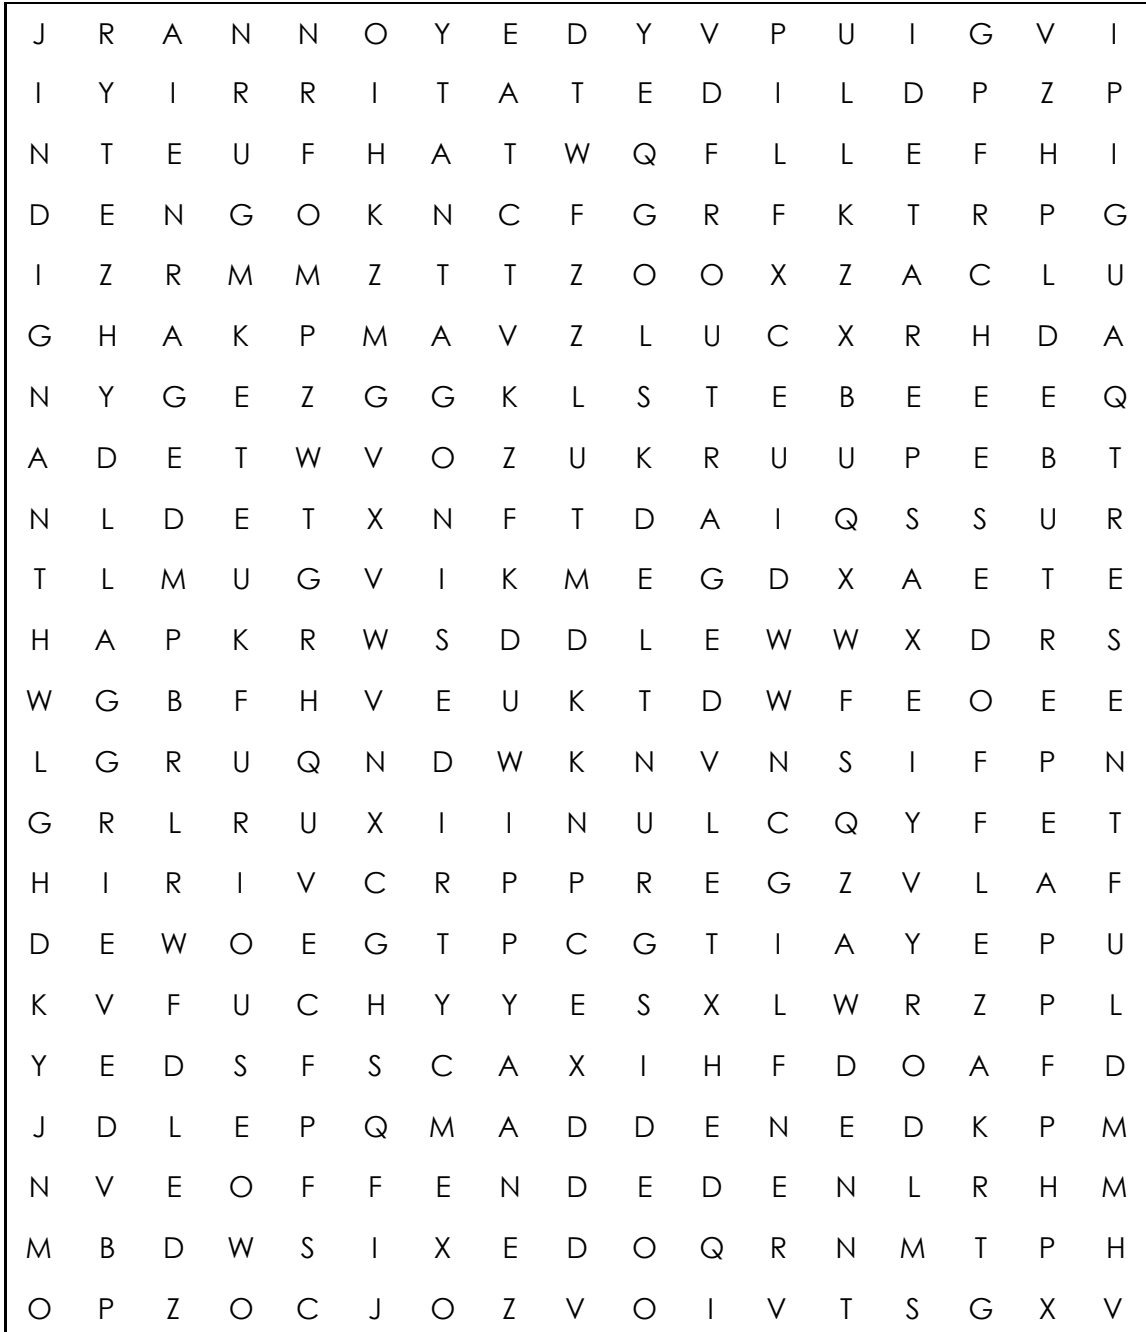 J R A N N O Y E D Y V P U I G V I
I Y I R R I T A T E D I L D P Z P
N T E U F H A T W Q F L L E F H I
D E N G O K N C F G R F K T R P G
I Z R M M Z T T Z O O X Z A C L U
G H A K P M A V Z L U C X R H D A
N Y G E Z G G K L S T E B E E E Q
A D E T W V O Z U K R U U P E B T
N L D E T X N F T D A I Q S S U R
T L M U G V I K M E G D X A E T E
H A P K R W S D D L E W W X D R S
W G B F H V E U K T D W F E O E E
L G R U Q N D W K N V N S I F P N
G R L R U X I I N U L C Q Y F E T
H I R I V C R P P R E G Z V L A F
D E W O E G T P C G T I A Y E P U
K V F U C H Y Y E S X L W R Z P L
Y E D S F S C A X I H F D O A F D
J D L E P Q M A D D E N E D K P M
N V E O F F E N D E D E N L R H M
M B D W S I X E D O Q R N M T P H
O P Z O C J O Z V O I V T S G X V